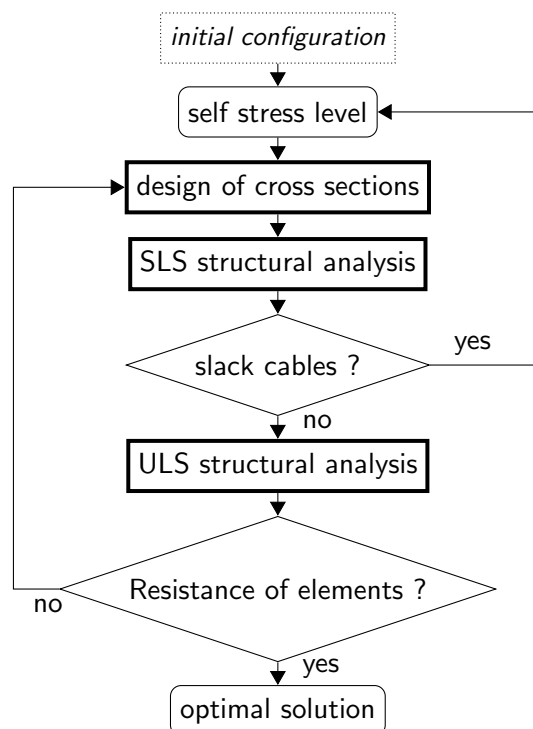 initial configuration
self stress level
design of cross sections
SLS structural analysis
slack cables ?
yes
no
ULS structural analysis
Resistance of elements ?
no
yes
optimal solution